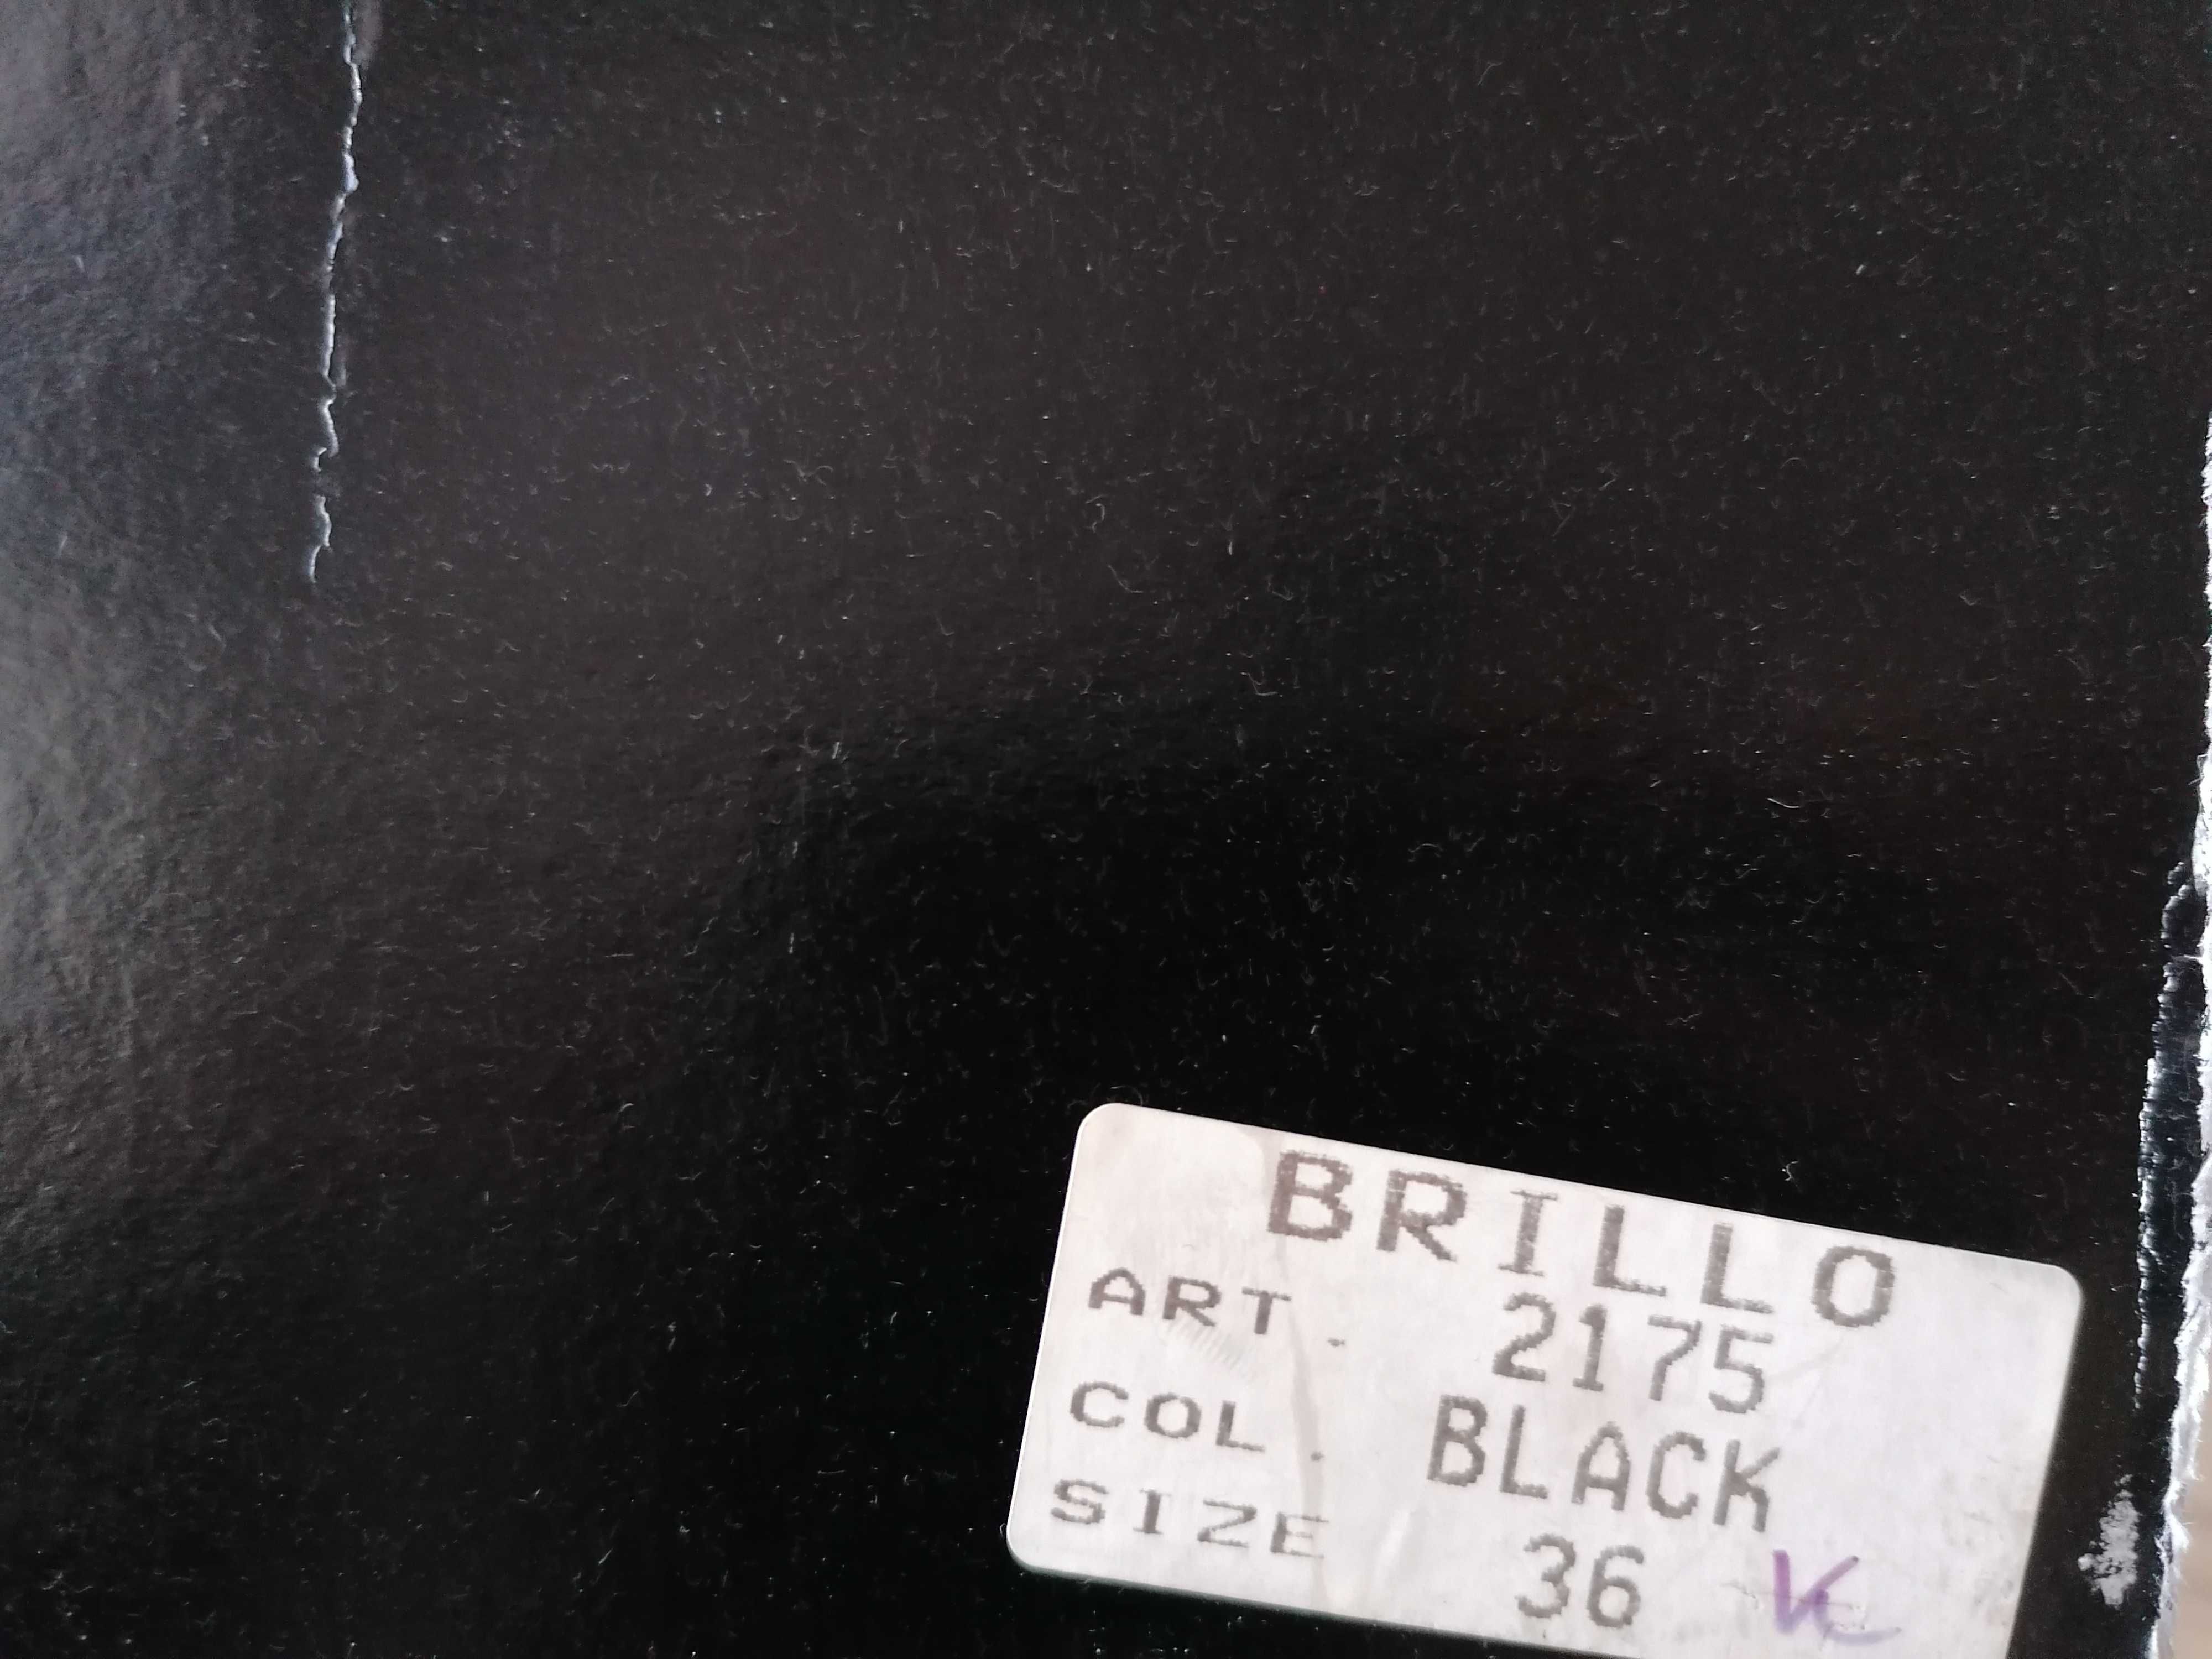 BRILLO
ART. 2175
COL. BLACK
SIZE 36